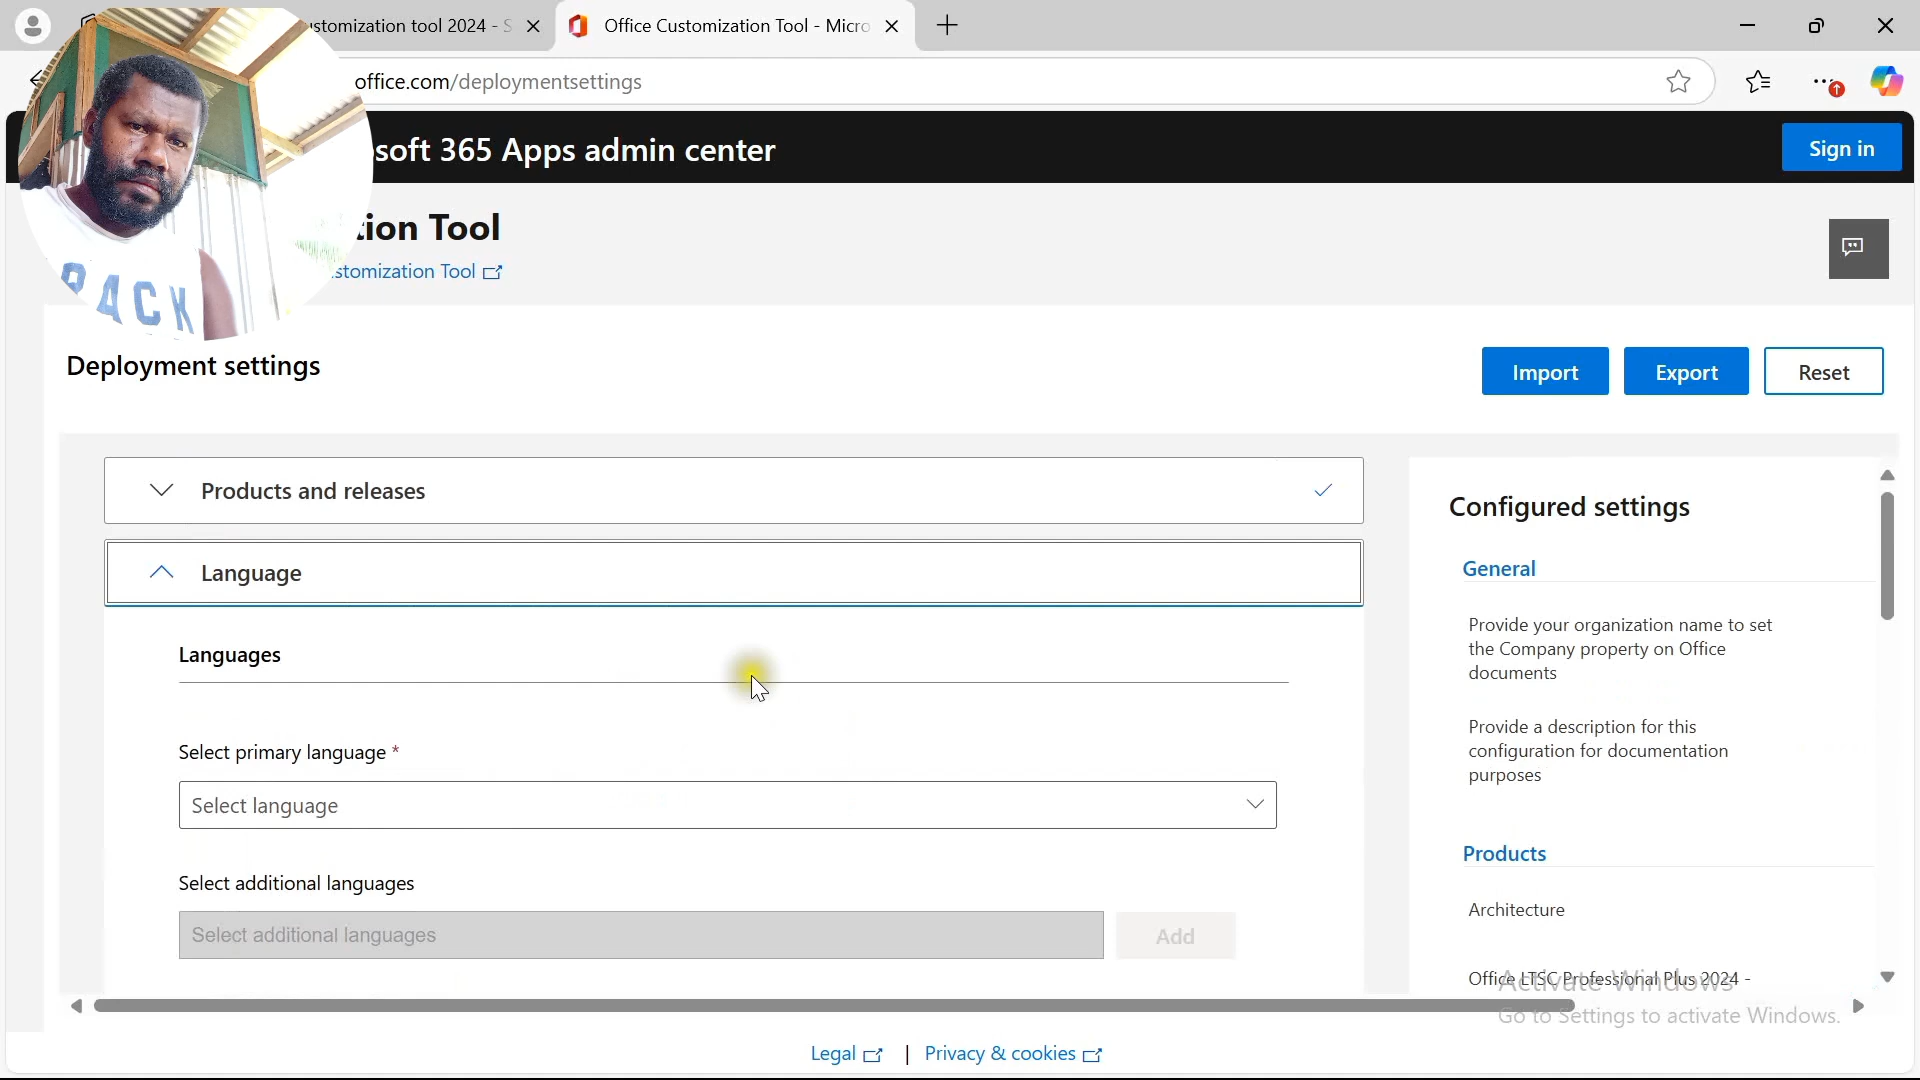 stomization tool 2024 - S
Office Customization Tool - Micro
office.com/deploymentsettings
soft 365 Apps admin center
Sign in
tion Tool
stomization Tool
PACK
Deployment settings
Import
Export
Reset
Products and releases
Language
Languages
Select primary language *
Select language
Select additional languages
Select additional languages
Add
Configured settings
General
Provide your organization name to set
the Company property on Office
documents
Provide a description for this
configuration for documentation
purposes
Products
Architecture
Office LTSC Professional Plus 2024 -
Activate Windows
Go to Settings to activate Windows.
Legal | Privacy & cookies